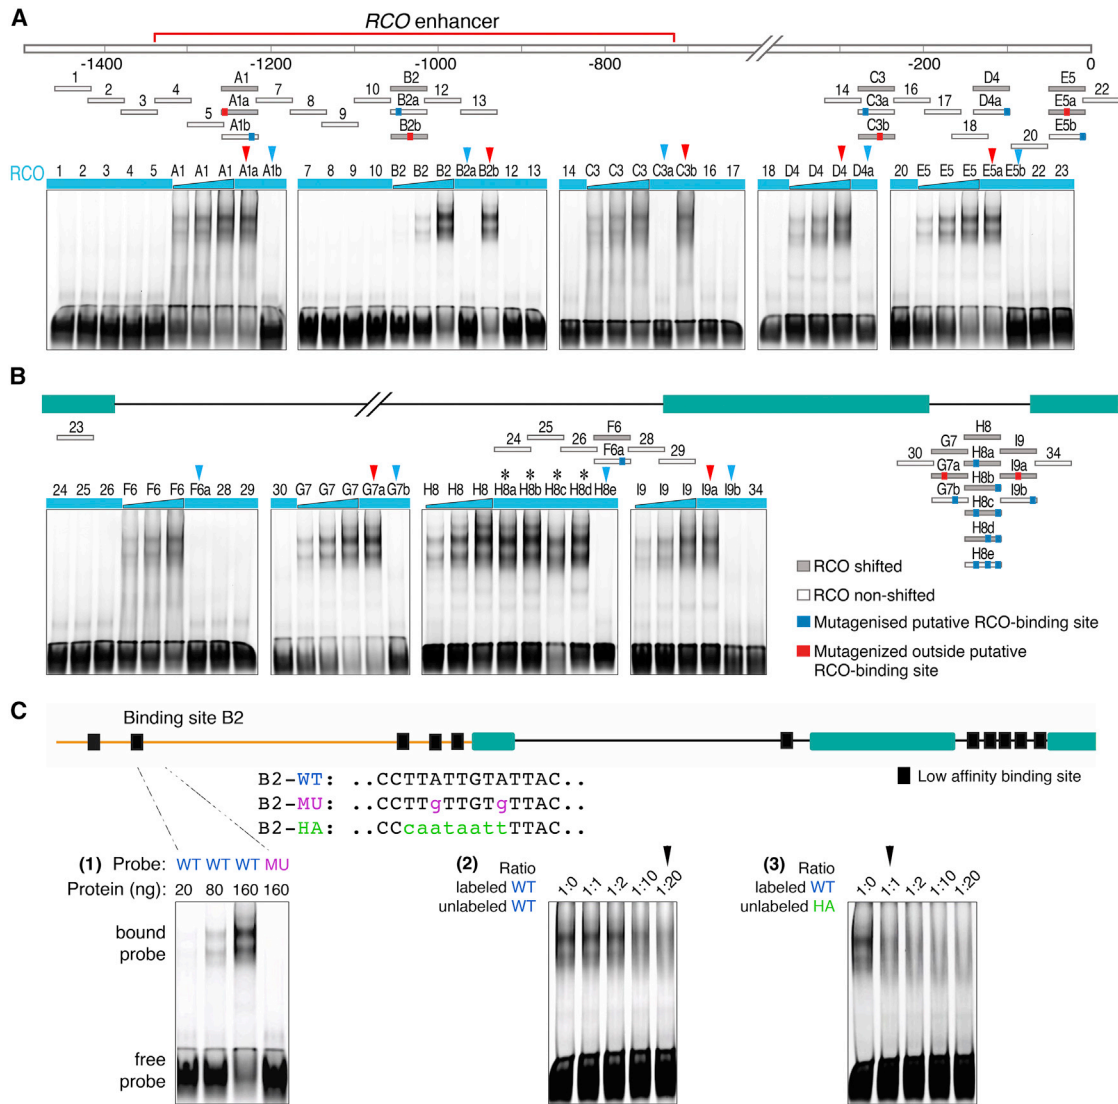 A
RCO enhancer
-1400 -1200 -1000 -800 -200 0
1 4 A1 7 10 B2 12 14 C3 16 D4 E5 22
2 A1a 8 B2a 13 C3a 17 D4a E5a
3 5 A1b 9 B2b C3b 18 20 E5b
RCO 1 2 3 4 5 A1 A1 A1 A1a A1b 7 8 9 10 B2 B2 B2 B2a B2b 12 13 14 C3 C3 C3 C3a C3b 16 17 18 D4 D4 D4 D4a 20 E5 E5 E5 E5a E5b 22 23
B
23 25 F6 H8
24 26 F6a 28 G7 H8a I9
29 30 G7a H8b I9a 34
G7b H8c I9b
H8d
H8e
* * * *
24 25 26 F6 F6 F6 F6a 28 29 30 G7 G7 G7 G7a G7b H8 H8 H8 H8a H8b H8c H8d H8e I9 I9 I9 I9a I9b 34
RCO shifted
RCO non-shifted
Mutagenised putative RCO-binding site
Mutagenized outside putative
RCO-binding site
C
Binding site B2
Low affinity binding site
B2-WT: ..CCTTATTGTATTAC..
B2-MU: ..CCTTgTTGTgTTAC..
B2-HA: ..CCcaataattTTAC..
(1) Probe: WT WT WT MU
Protein (ng): 20 80 160 160
bound
probe
free
probe
(2) Ratio
labeled WT
unlabeled WT
1:0 1:1 1:2 1:10 1:20
(3) Ratio
labeled WT
unlabeled HA
1:0 1:1 1:2 1:10 1:20